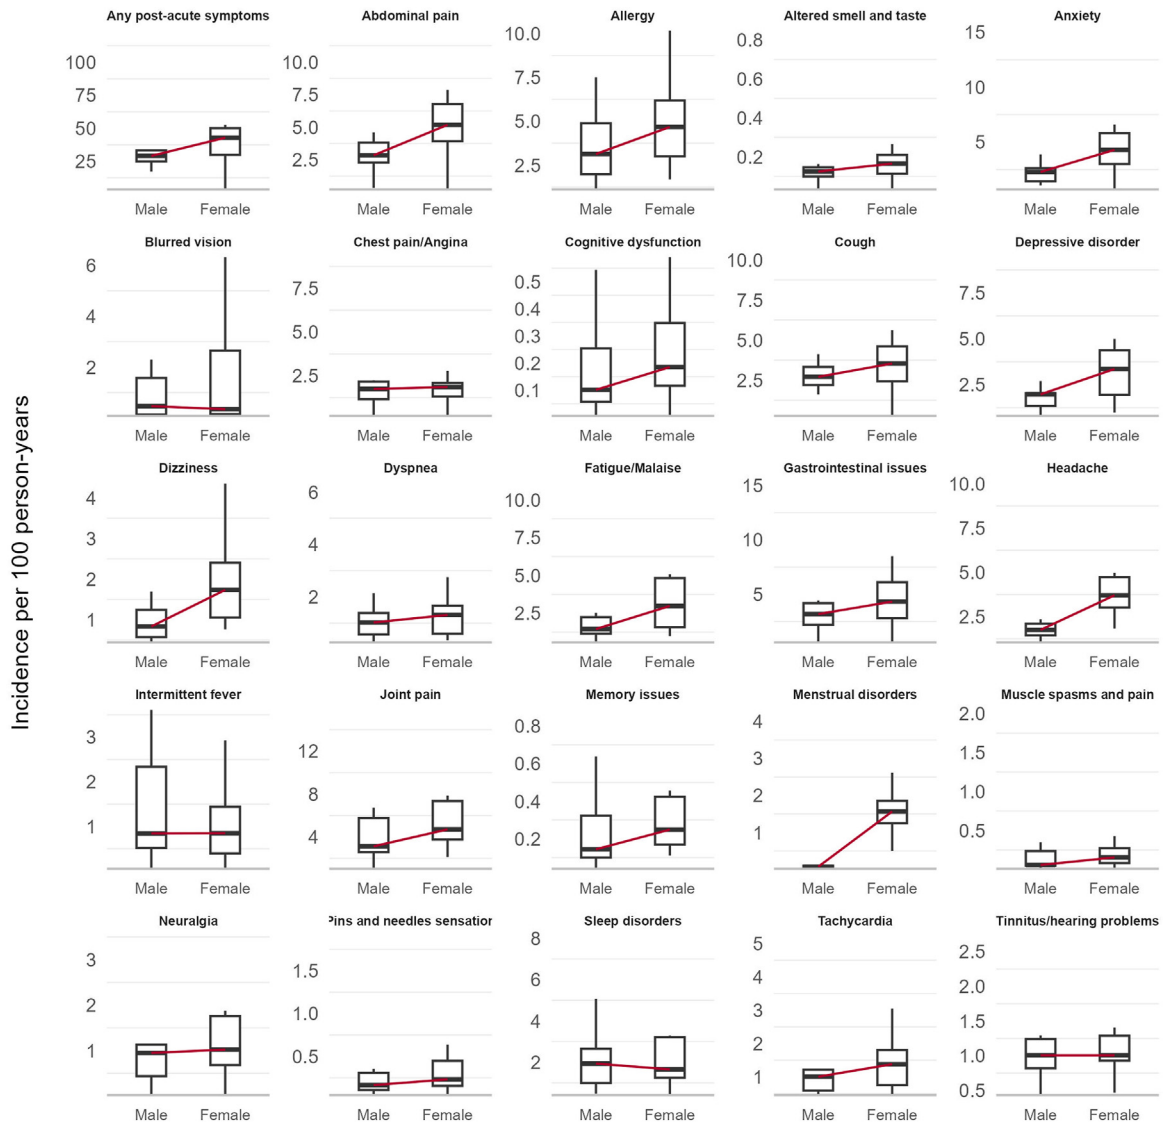 Incidence per 100 person-years
Any post-acute symptoms
100
75
50
25
Male Female
Abdominal pain
10.0
7.5
5.0
2.5
Male Female
Allergy
10.0
7.5
5.0
2.5
Male Female
Altered smell and taste
0.8
0.6
0.4
0.2
Male Female
Anxiety
15
10
5
Male Female
Blurred vision
6
4
2
Male Female
Chest pain/Angina
7.5
5.0
2.5
Male Female
Cognitive dysfunction
0.5
0.4
0.3
0.2
0.1
Male Female
Cough
10.0
7.5
5.0
2.5
Male Female
Depressive disorder
7.5
5.0
2.5
Male Female
Dizziness
4
3
2
1
Male Female
Dyspnea
6
4
2
Male Female
Fatigue/Malaise
10.0
7.5
5.0
2.5
Male Female
Gastrointestinal issues
15
10
5
Male Female
Headache
10.0
7.5
5.0
2.5
Male Female
Intermittent fever
3
2
1
Male Female
Joint pain
12
8
4
Male Female
Memory issues
0.8
0.6
0.4
0.2
Male Female
Menstrual disorders
4
3
2
1
Male Female
Muscle spasms and pain
2.0
1.5
1.0
0.5
Male Female
Neuralgia
3
2
1
Male Female
Pins and needles sensation
1.5
1.0
0.5
Male Female
Sleep disorders
8
6
4
2
Male Female
Tachycardia
5
4
3
2
1
Male Female
Tinnitus/hearing problems
2.5
2.0
1.5
1.0
0.5
Male Female